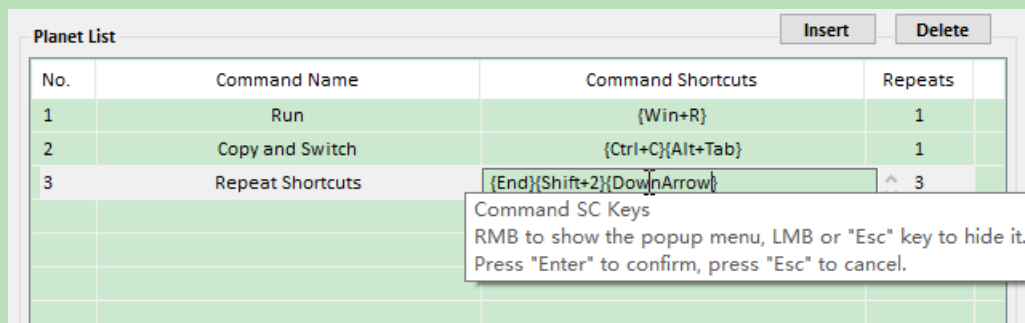 Planet List Insert Delete
No. Command Name Command Shortcuts Repeats
1 Run {Win+R} 1
2 Copy and Switch {Ctrl+C}{Alt+Tab} 1
3 Repeat Shortcuts {End}{Shift+2}{DownArrow} 3
Command SC Keys
RMB to show the popup menu, LMB or "Esc" key to hide it.
Press "Enter" to confirm, press "Esc" to cancel.